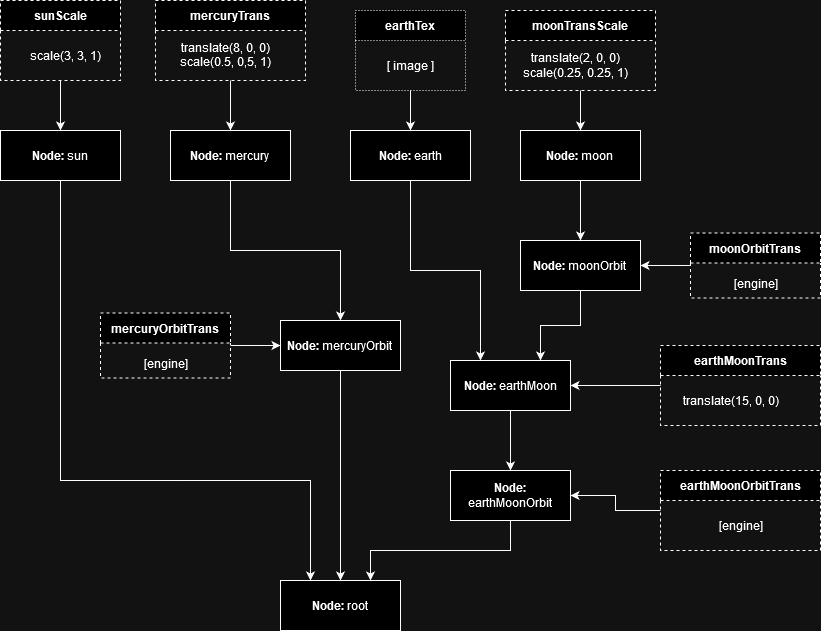 sunScale
scale(3, 3, 1)
mercuryTrans
translate(8, 0, 0)
scale(0.5, 0,5, 1)
earthTex
[ image ]
moonTransScale
translate(2, 0, 0)
scale(0.25, 0.25, 1)
Node: sun
Node: mercury
Node: earth
Node: moon
Node: moonOrbit
moonOrbitTrans
[engine]
mercuryOrbitTrans
[engine]
Node: mercuryOrbit
Node: earthMoon
earthMoonTrans
translate(15, 0, 0)
Node:
earthMoonOrbit
earthMoonOrbitTrans
[engine]
Node: root